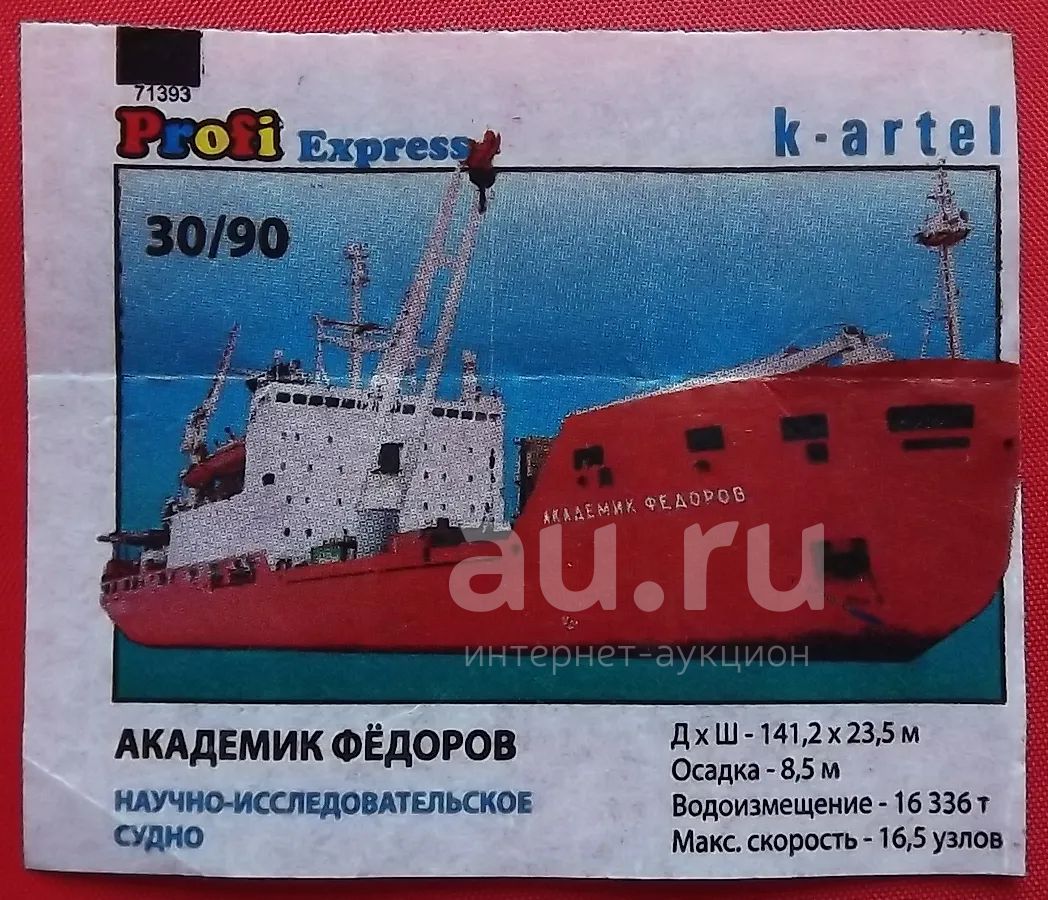 71393
Profi Express
k-artel
30/90
АКАДЕМИК ФЕДОРОВ
au.ru
интернет-аукцион
АКАДЕМИК ФЁДОРОВ
НАУЧНО-ИССЛЕДОВАТЕЛЬСКОЕ
СУДНО
Д х Ш - 141,2 х 23,5 м
Осадка - 8,5 м
Водоизмещение - 16 336 т
Макс. скорость - 16,5 узлов